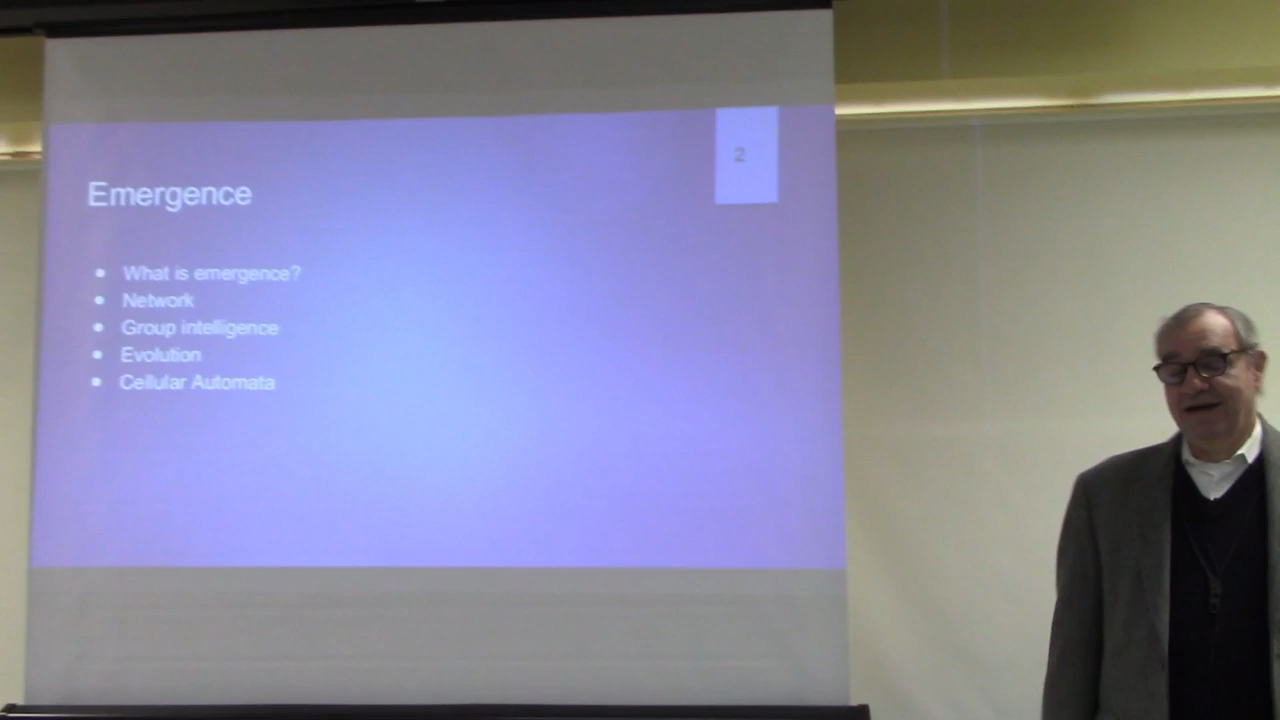 2
Emergence
What is emergence?
Network
Group intelligence
Evolution
Cellular Automata